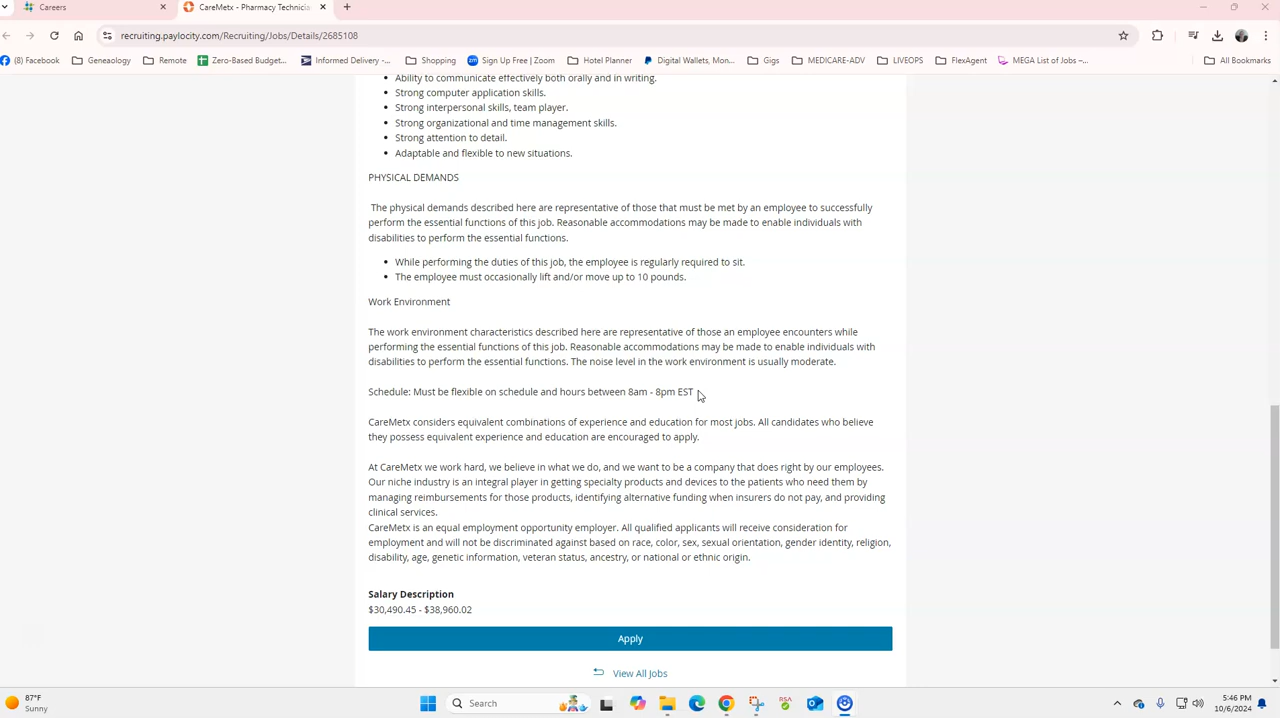 Careers
CareMetx - Pharmacy Technicia
recruiting.paylocity.com/Recruiting/Jobs/Details/2685108
(8) Facebook
Genaeology
Remote
Zero-Based Budget...
Informed Delivery -...
Shopping
Sign Up Free | Zoom
Hotel Planner
Digital Wallets, Mon...
Gigs
MEDICARE-ADV
LIVEOPS
FlexAgent
MEGA List of Jobs –...
All Bookmarks
Ability to communicate effectively both orally and in writing.
• Strong computer application skills.
• Strong interpersonal skills, team player.
• Strong organizational and time management skills.
• Strong attention to detail.
• Adaptable and flexible to new situations.
PHYSICAL DEMANDS
The physical demands described here are representative of those that must be met by an employee to successfully
perform the essential functions of this job. Reasonable accommodations may be made to enable individuals with
disabilities to perform the essential functions.
• While performing the duties of this job, the employee is regularly required to sit.
• The employee must occasionally lift and/or move up to 10 pounds.
Work Environment
The work environment characteristics described here are representative of those an employee encounters while
performing the essential functions of this job. Reasonable accommodations may be made to enable individuals with
disabilities to perform the essential functions. The noise level in the work environment is usually moderate.
Schedule: Must be flexible on schedule and hours between 8am - 8pm EST
CareMetx considers equivalent combinations of experience and education for most jobs. All candidates who believe
they possess equivalent experience and education are encouraged to apply.
At CareMetx we work hard, we believe in what we do, and we want to be a company that does right by our employees.
Our niche industry is an integral player in getting specialty products and devices to the patients who need them by
managing reimbursements for those products, identifying alternative funding when insurers do not pay, and providing
clinical services.
CareMetx is an equal employment opportunity employer. All qualified applicants will receive consideration for
employment and will not be discriminated against based on race, color, sex, sexual orientation, gender identity, religion,
disability, age, genetic information, veteran status, ancestry, or national or ethnic origin.
Salary Description
$30,490.45 - $38,960.02
Apply
View All Jobs
87°F
Sunny
Search
RSA
5:46 PM
10/6/2024